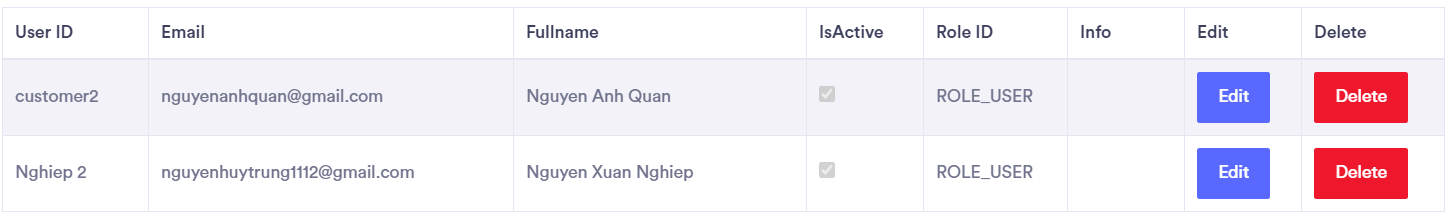 User ID Email Fullname IsActive Role ID Info Edit Delete
customer2 nguyenanhquan@gmail.com Nguyen Anh Quan ROLE_USER Edit Delete
Nghiep 2 nguyenhuytrung1112@gmail.com Nguyen Xuan Nghiep ROLE_USER Edit Delete